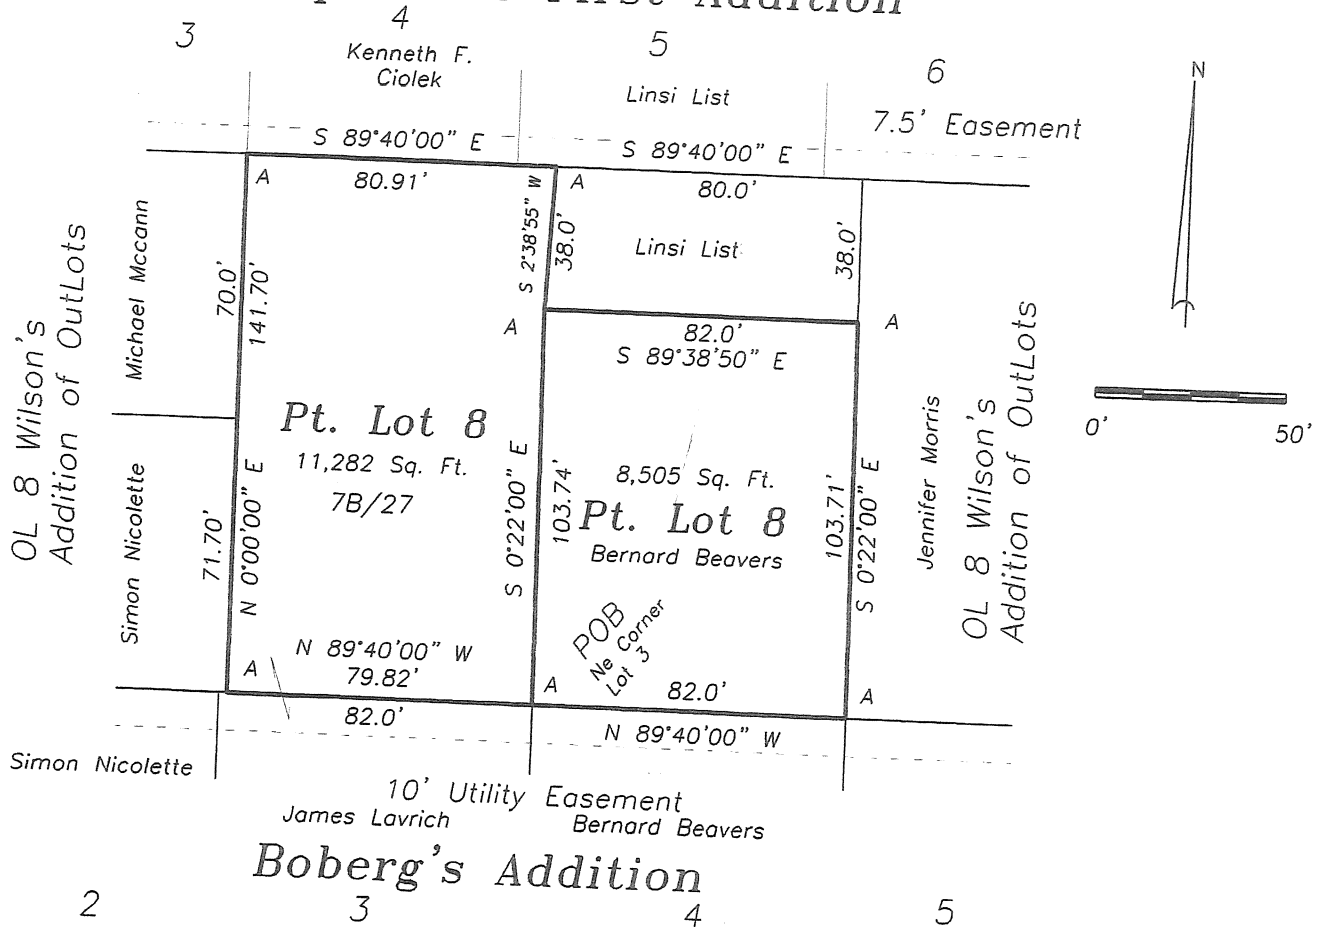 First Addition
3
4
5
6
Kenneth F.
Ciolek
Linsi List
7.5' Easement
N
S 89°40'00" E
S 89°40'00" E
A
80.91'
A
80.0'
S 2°38'55" W
38.0'
Linsi List
38.0'
Michael Mccann
70.0'
141.70'
OL 8 Wilson's
Addition of OutLots
A
82.0'
A
S 89°38'50" E
0'
50'
Pt. Lot 8
11,282 Sq. Ft.
7B/27
Simon Nicolette
71.70'
N 0°00'00" E
S 0°22'00" E
103.74'
8,505 Sq. Ft.
Pt. Lot 8
Bernard Beavers
103.71'
S 0°22'00" E
Jennifer Morris
OL 8 Wilson's
Addition of OutLots
POB
Ne Corner
Lot 3
N 89°40'00" W
A
79.82'
A
82.0'
A
82.0'
N 89°40'00" W
Simon Nicolette
10' Utility Easement
James Lavrich
Bernard Beavers
Boberg's Addition
2
3
4
5